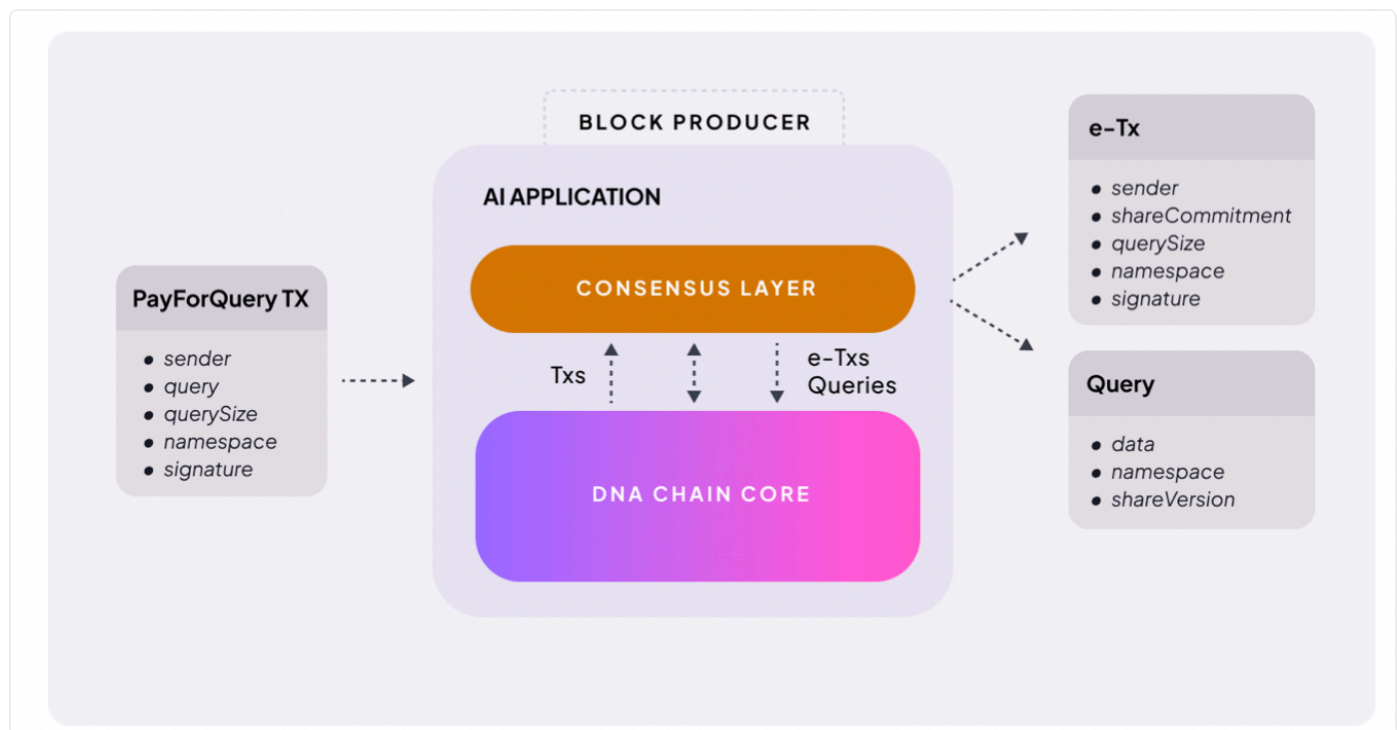 BLOCK PRODUCER
AI APPLICATION
CONSENSUS LAYER
Txs
e-Txs
Queries
DNA CHAIN CORE
PayForQuery TX
sender
query
querySize
namespace
signature
e-Tx
sender
shareCommitment
querySize
namespace
signature
Query
data
namespace
shareVersion